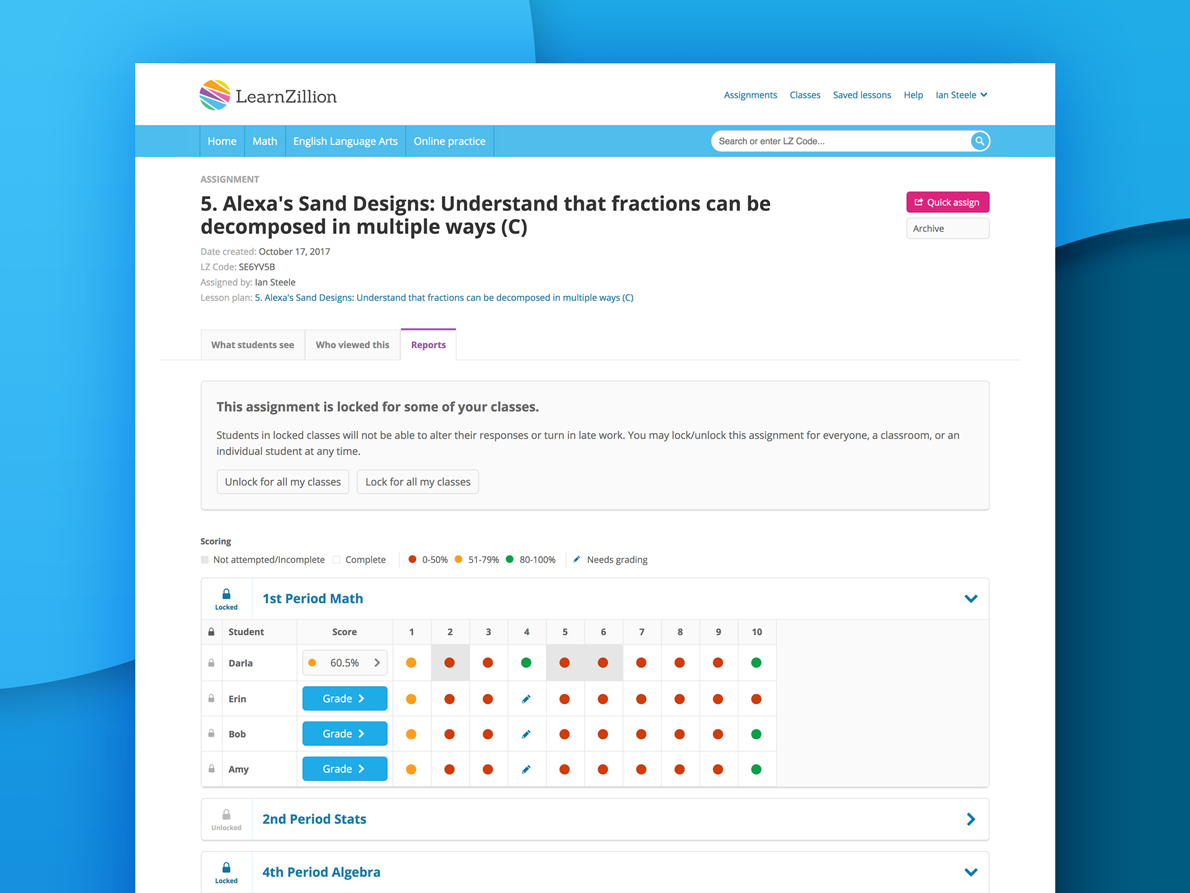 LearnZillion
Assignments Classes Saved lessons Help Ian Steele
Home Math English Language Arts Online practice Search or enter LZ Code...
ASSIGNMENT
5. Alexa's Sand Designs: Understand that fractions can be
decomposed in multiple ways (C)
Quick assign
Archive
Date created: October 17, 2017
LZ Code: SE6YV5B
Assigned by: Ian Steele
Lesson plan: 5. Alexa's Sand Designs: Understand that fractions can be decomposed in multiple ways (C)
What students see Who viewed this Reports
This assignment is locked for some of your classes.
Students in locked classes will not be able to alter their responses or turn in late work. You may lock/unlock this assignment for everyone, a classroom, or an
individual student at any time.
Unlock for all my classes Lock for all my classes
Scoring
Not attempted/Incomplete Complete 0-50% 51-79% 80-100% Needs grading
Locked 1st Period Math
Student Score 1 2 3 4 5 6 7 8 9 10
Darla 60.5%
Erin Grade
Bob Grade
Amy Grade
Unlocked 2nd Period Stats
Locked 4th Period Algebra